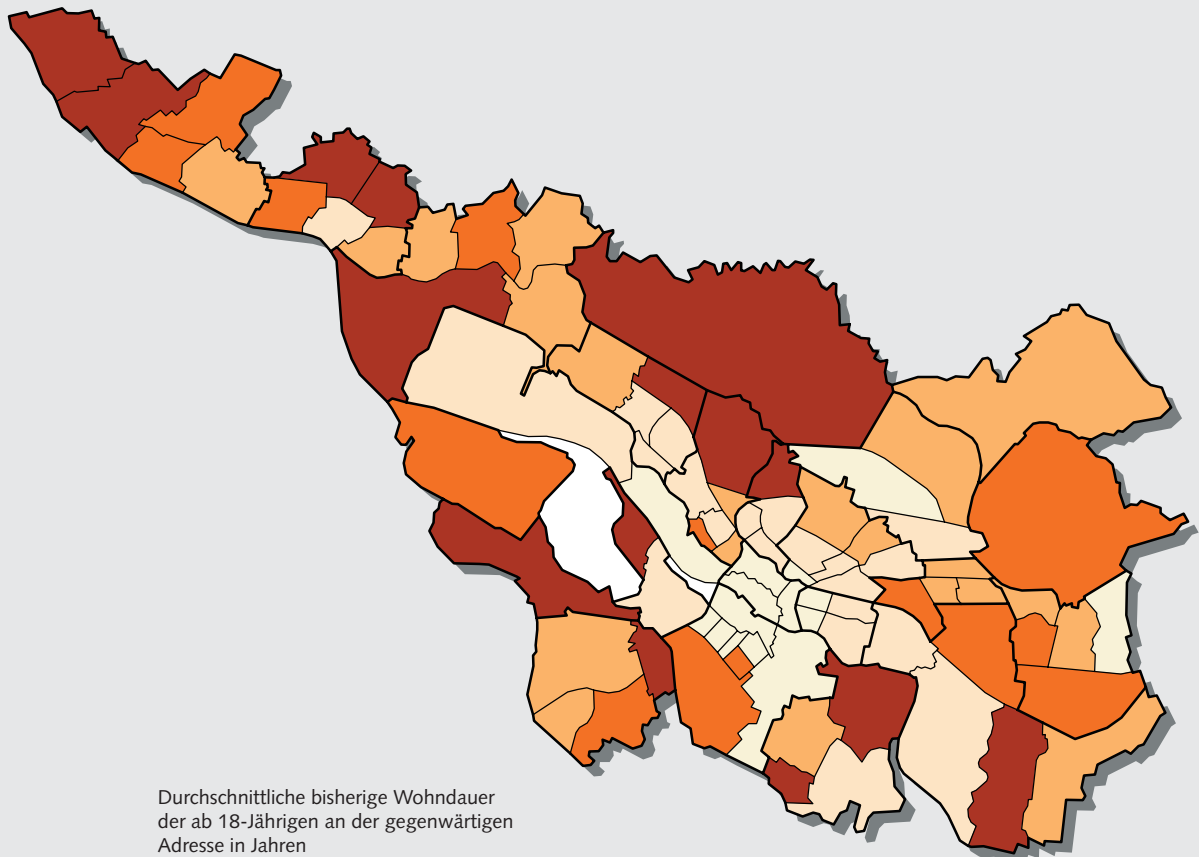 Durchschnittliche bisherige Wohndauer
der ab 18-Jährigen an der gegenwärtigen
Adresse in Jahren